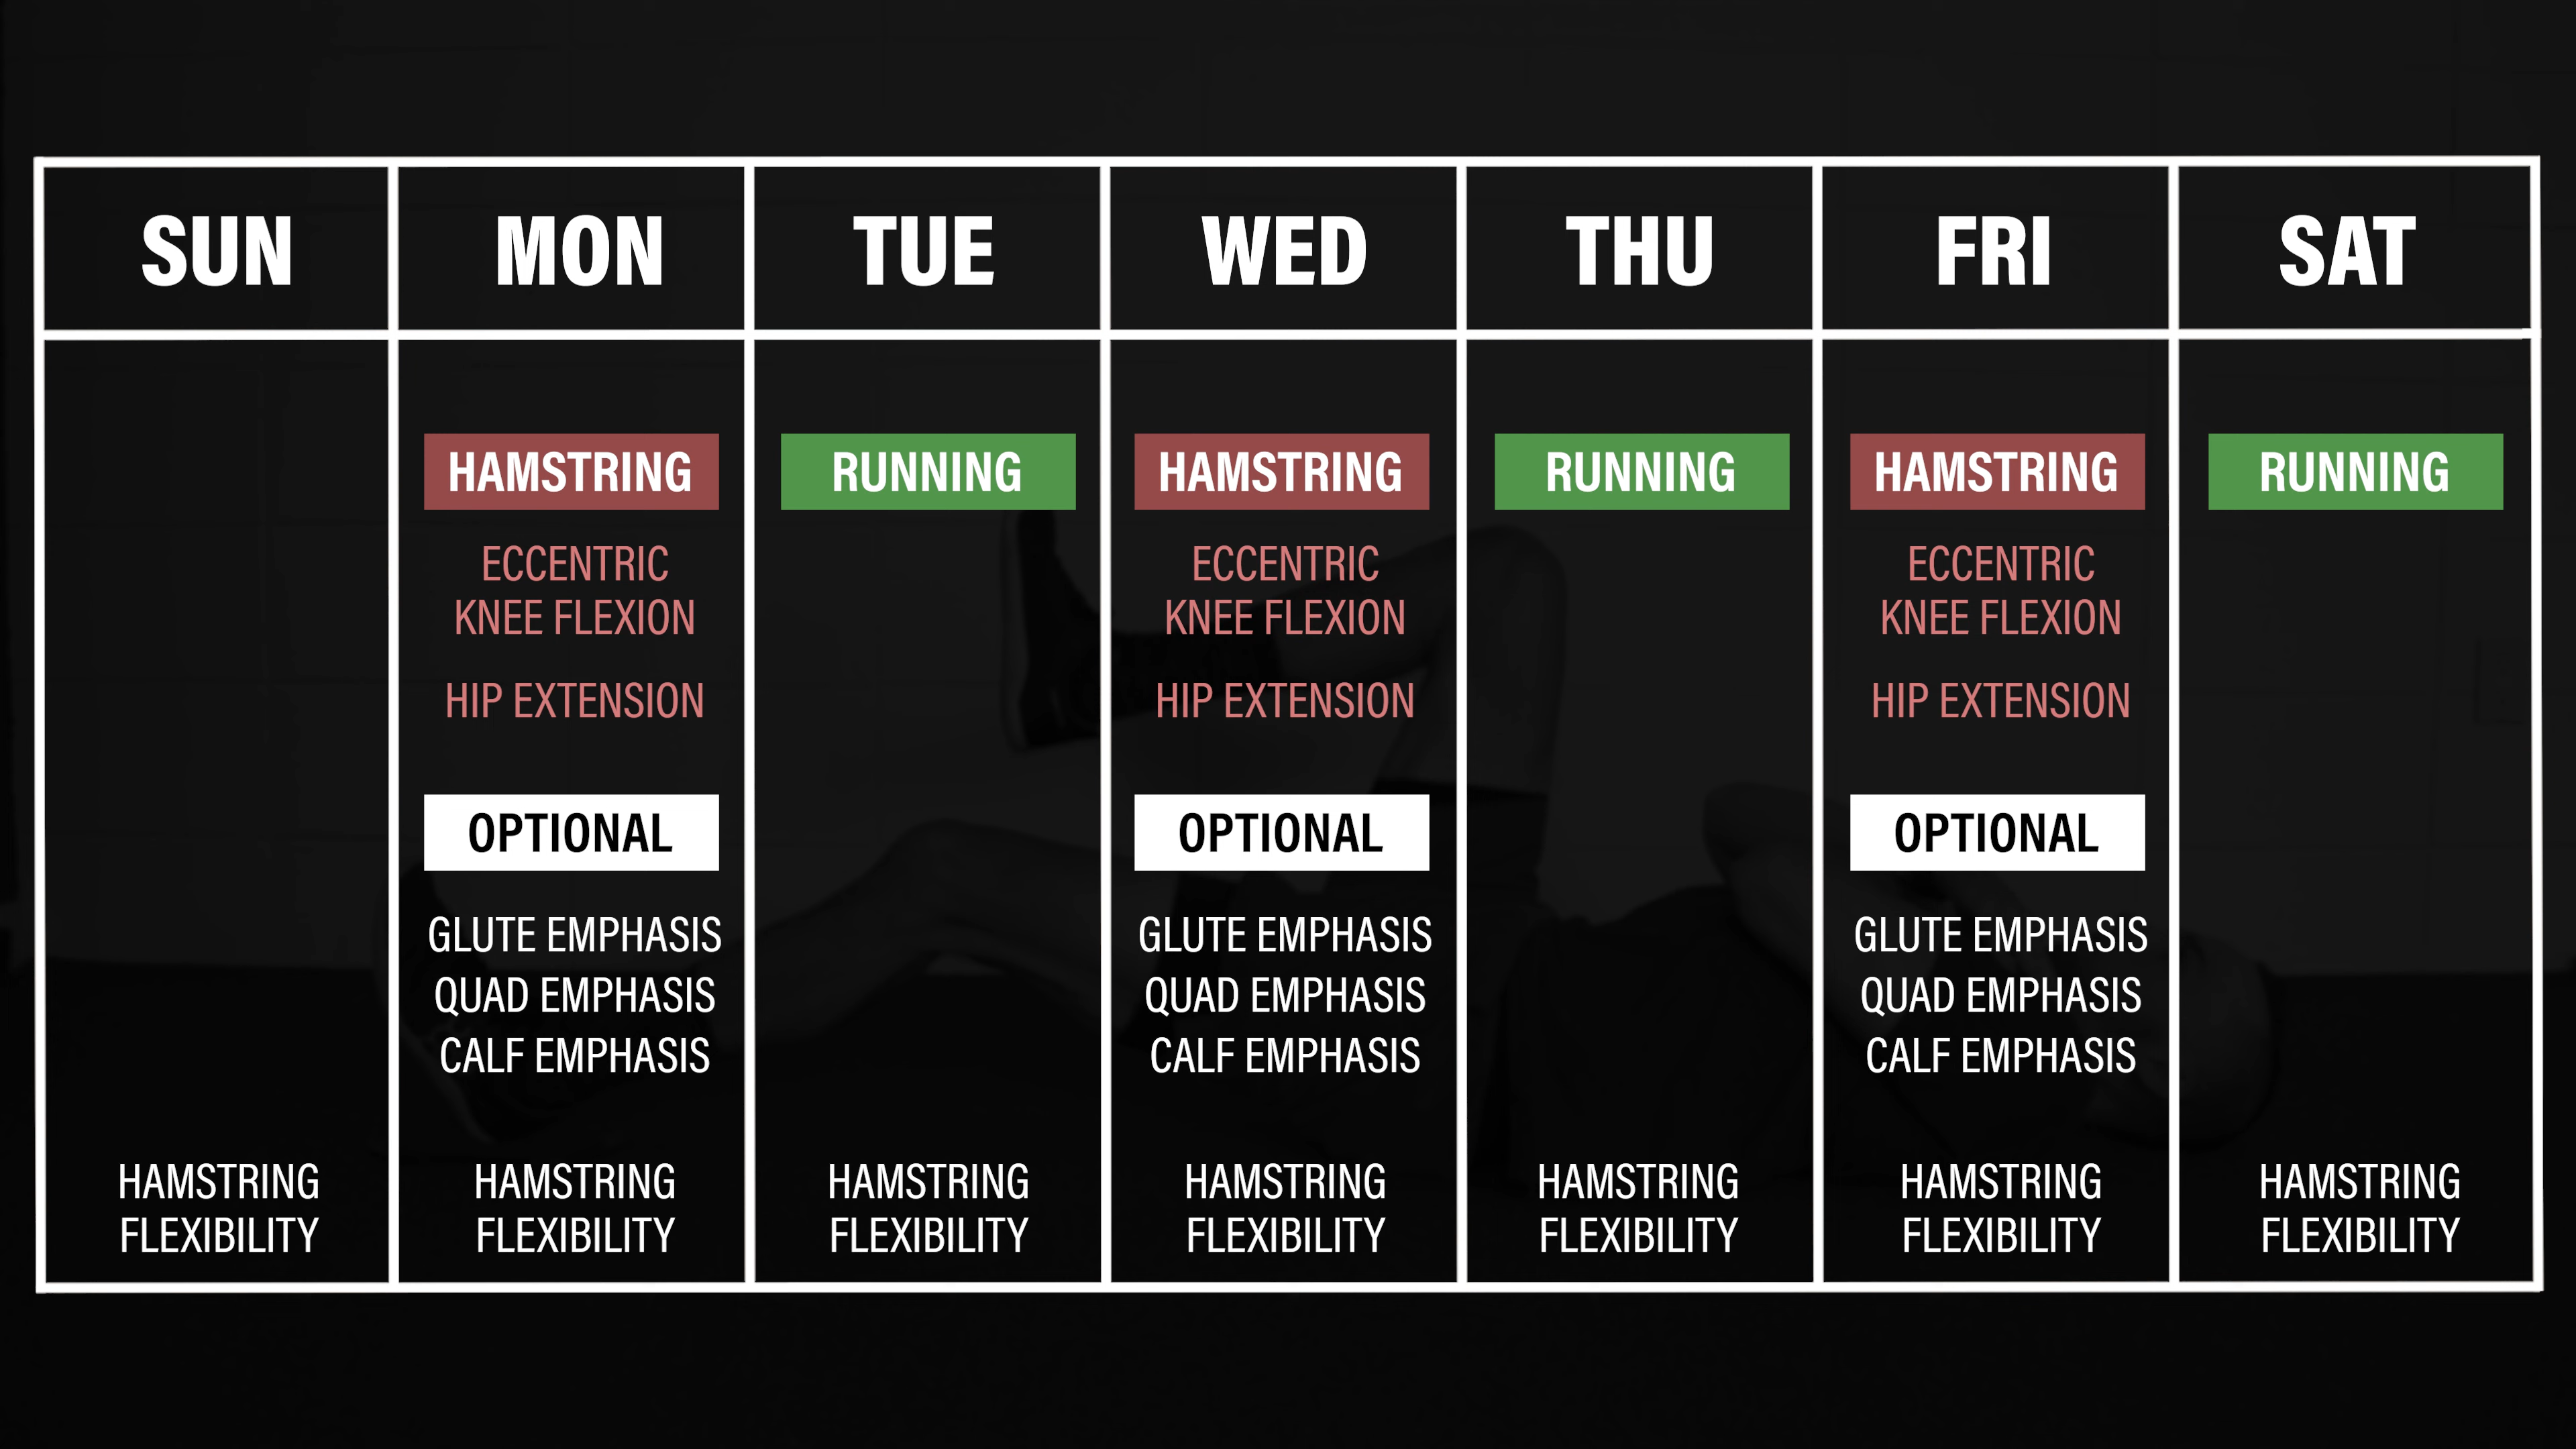 SUN
MON
TUE
WED
THU
FRI
SAT
HAMSTRING
FLEXIBILITY
HAMSTRING
ECCENTRIC
KNEE FLEXION
HIP EXTENSION
OPTIONAL
GLUTE EMPHASIS
QUAD EMPHASIS
CALF EMPHASIS
HAMSTRING
FLEXIBILITY
RUNNING
HAMSTRING
FLEXIBILITY
HAMSTRING
ECCENTRIC
KNEE FLEXION
HIP EXTENSION
OPTIONAL
GLUTE EMPHASIS
QUAD EMPHASIS
CALF EMPHASIS
HAMSTRING
FLEXIBILITY
RUNNING
HAMSTRING
FLEXIBILITY
HAMSTRING
ECCENTRIC
KNEE FLEXION
HIP EXTENSION
OPTIONAL
GLUTE EMPHASIS
QUAD EMPHASIS
CALF EMPHASIS
HAMSTRING
FLEXIBILITY
RUNNING
HAMSTRING
FLEXIBILITY